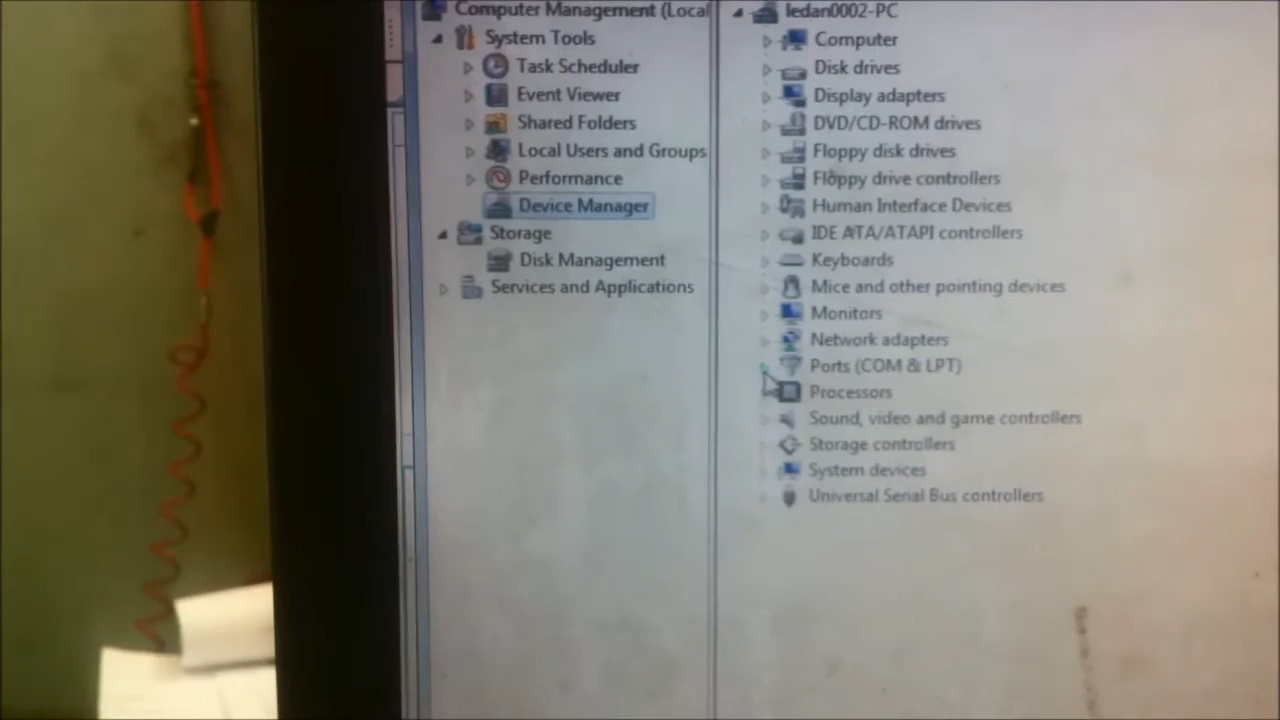 Computer Management (Local
System Tools
Task Scheduler
Event Viewer
Shared Folders
Local Users and Groups
Performance
Device Manager
Storage
Disk Management
Services and Applications
ledan0002-PC
Computer
Disk drives
Display adapters
DVD/CD-ROM drives
Floppy disk drives
Floppy drive controllers
Human Interface Devices
IDE ATA/ATAPI controllers
Keyboards
Mice and other pointing devices
Monitors
Network adapters
Ports (COM & LPT)
Processors
Sound, video and game controllers
Storage controllers
System devices
Universal Serial Bus controllers